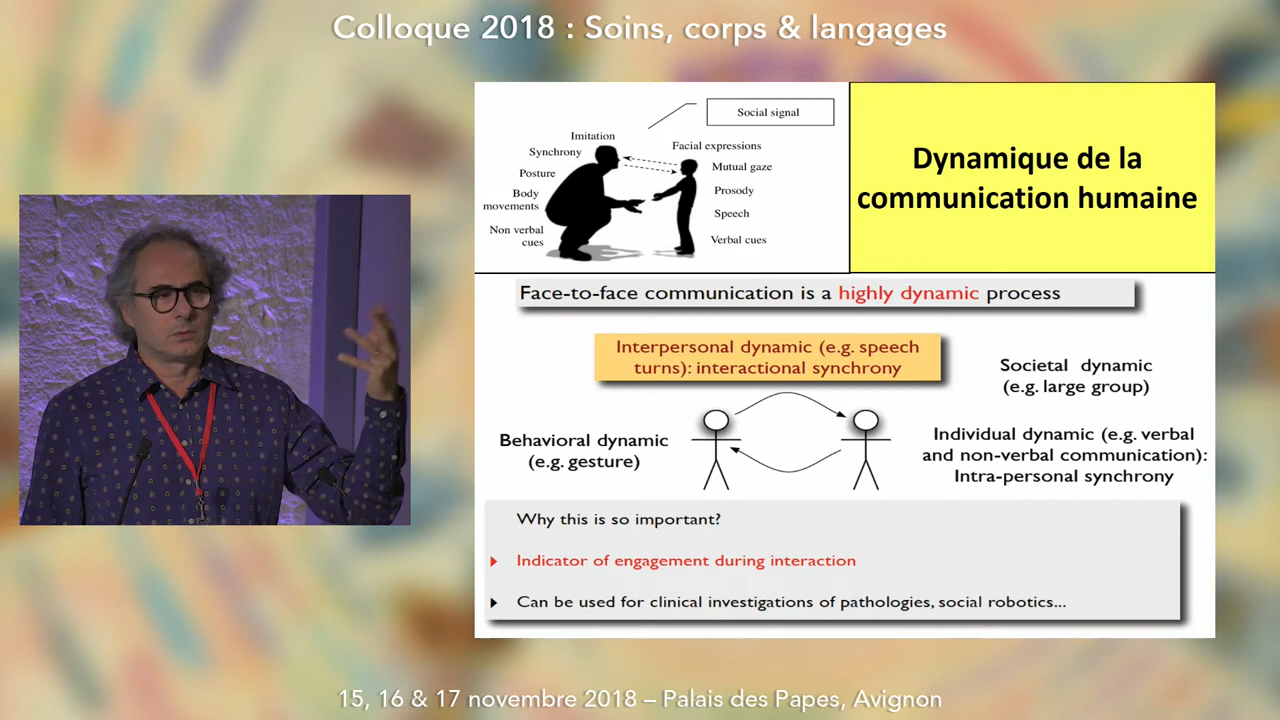 Colloque 2018 : Soins, corps & langages
Social signal
Imitation
Synchrony
Posture
Body
movements
Non verbal
cues
Facial expressions
Mutual gaze
Prosody
Speech
Verbal cues
Dynamique de la
communication humaine
Face-to-face communication is a highly dynamic process
Interpersonal dynamic (e.g. speech
turns): interactional synchrony
Societal dynamic
(e.g. large group)
Behavioral dynamic
(e.g. gesture)
Individual dynamic (e.g. verbal
and non-verbal communication):
Intra-personal synchrony
Why this is so important?
Indicator of engagement during interaction
Can be used for clinical investigations of pathologies, social robotics...
15, 16 & 17 novembre 2018 – Palais des Papes, Avignon